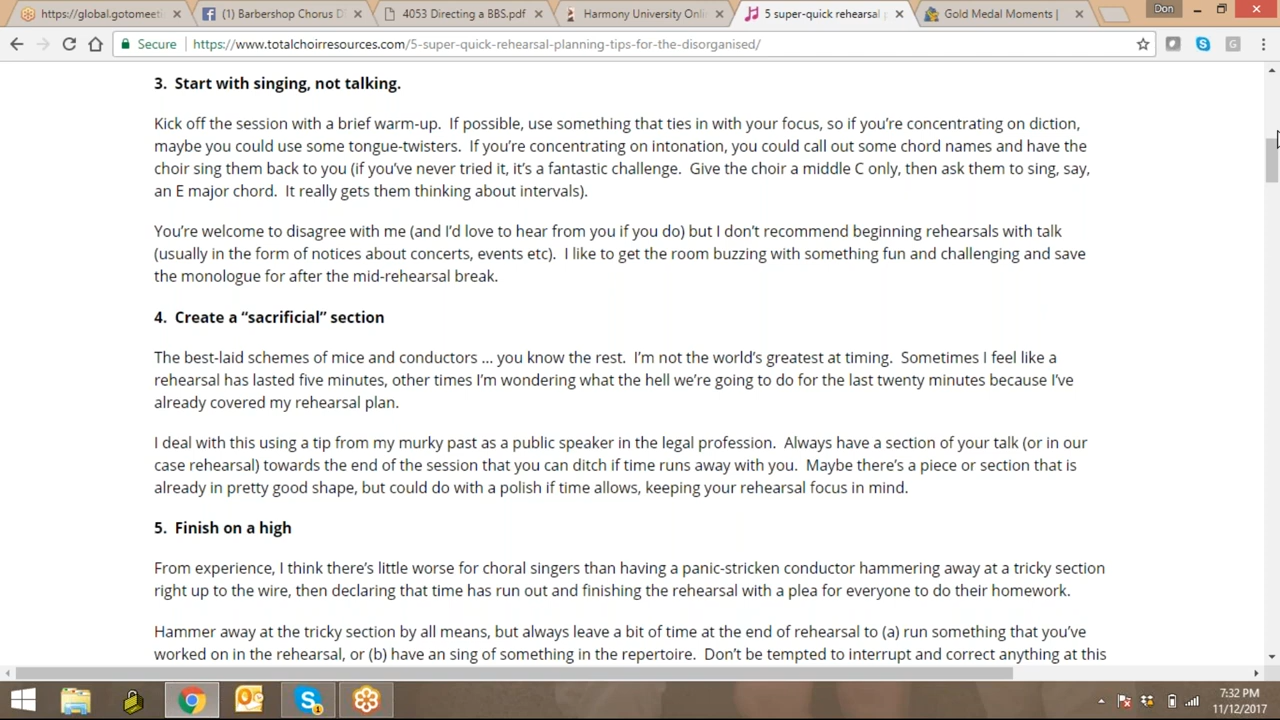 https://global.gotomeeti
(1) Barbershop Chorus D
4053 Directing a BBS.pdf
Harmony University Onli
5 super-quick rehearsal p
Gold Medal Moments |
Don
Secure
https://www.totalchoirresources.com/5-super-quick-rehearsal-planning-tips-for-the-disorganised/
3. Start with singing, not talking.
Kick off the session with a brief warm-up. If possible, use something that ties in with your focus, so if you're concentrating on diction,
maybe you could use some tongue-twisters. If you're concentrating on intonation, you could call out some chord names and have the
choir sing them back to you (if you've never tried it, it's a fantastic challenge. Give the choir a middle C only, then ask them to sing, say,
an E major chord. It really gets them thinking about intervals).
You're welcome to disagree with me (and I'd love to hear from you if you do) but I don't recommend beginning rehearsals with talk
(usually in the form of notices about concerts, events etc). I like to get the room buzzing with something fun and challenging and save
the monologue for after the mid-rehearsal break.
4. Create a “sacrificial” section
The best-laid schemes of mice and conductors … you know the rest. I'm not the world's greatest at timing. Sometimes I feel like a
rehearsal has lasted five minutes, other times I'm wondering what the hell we're going to do for the last twenty minutes because I've
already covered my rehearsal plan.
I deal with this using a tip from my murky past as a public speaker in the legal profession. Always have a section of your talk (or in our
case rehearsal) towards the end of the session that you can ditch if time runs away with you. Maybe there's a piece or section that is
already in pretty good shape, but could do with a polish if time allows, keeping your rehearsal focus in mind.
5. Finish on a high
From experience, I think there's little worse for choral singers than having a panic-stricken conductor hammering away at a tricky section
right up to the wire, then declaring that time has run out and finishing the rehearsal with a plea for everyone to do their homework.
Hammer away at the tricky section by all means, but always leave a bit of time at the end of rehearsal to (a) run something that you've
worked on in the rehearsal, or (b) have an sing of something in the repertoire. Don't be tempted to interrupt and correct anything at this
7:32 PM
11/12/2017